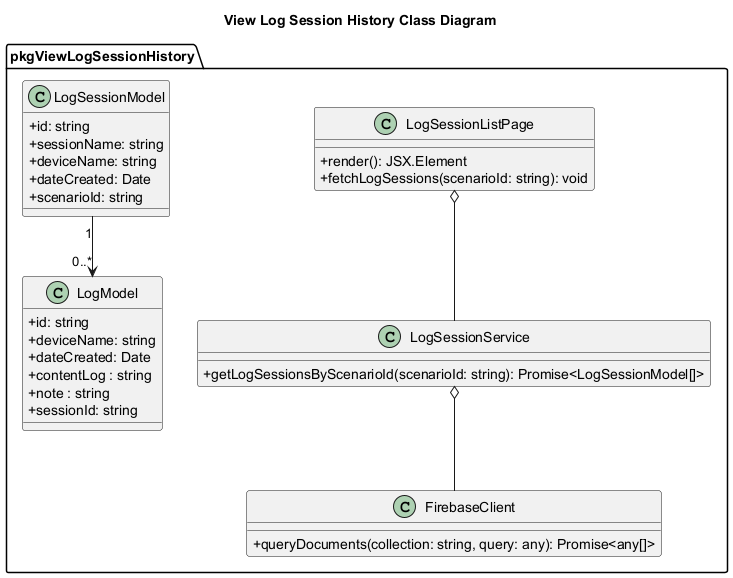 View Log Session History Class Diagram
pkgViewLogSessionHistory
C LogSessionModel
+id: string
+sessionName: string
+deviceName: string
+dateCreated: Date
+scenarioId: string
1
0..*
C LogModel
+id: string
+deviceName: string
+dateCreated: Date
+contentLog : string
+note : string
+sessionId: string
C LogSessionListPage
+render(): JSX.Element
+fetchLogSessions(scenarioId: string): void
C LogSessionService
+getLogSessionsByScenarioId(scenarioId: string): Promise<LogSessionModel[]>
C FirebaseClient
+queryDocuments(collection: string, query: any): Promise<any[]>